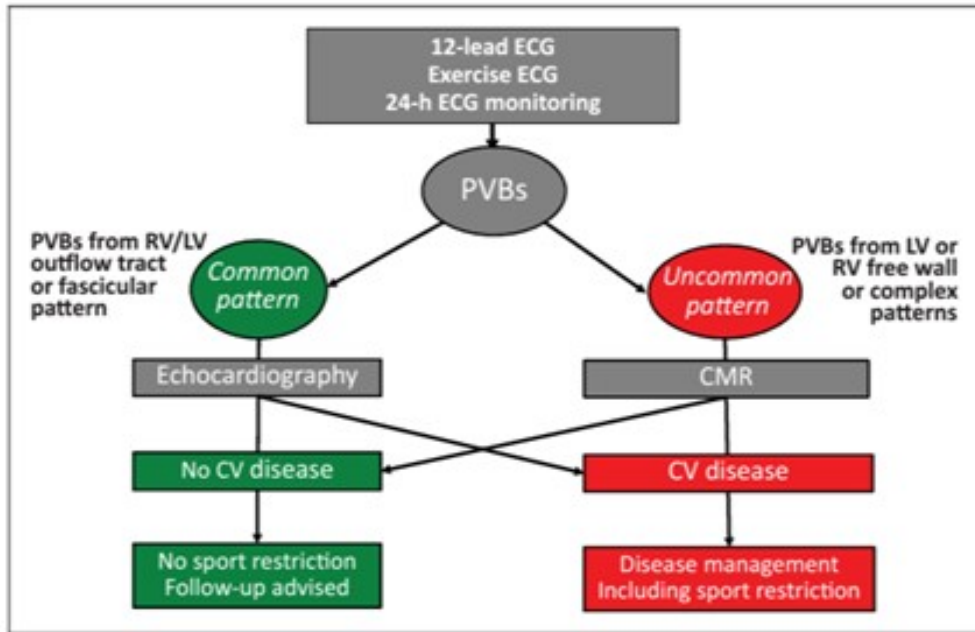 12-lead ECG
Exercise ECG
24-h ECG monitoring
PVBs
PVBs from RV/LV
outflow tract
or fascicular
pattern
Common
pattern
Uncommon
pattern
PVBs from LV or
RV free wall
or complex
patterns
Echocardiography
CMR
No CV disease
CV disease
No sport restriction
Follow-up advised
Disease management
Including sport restriction